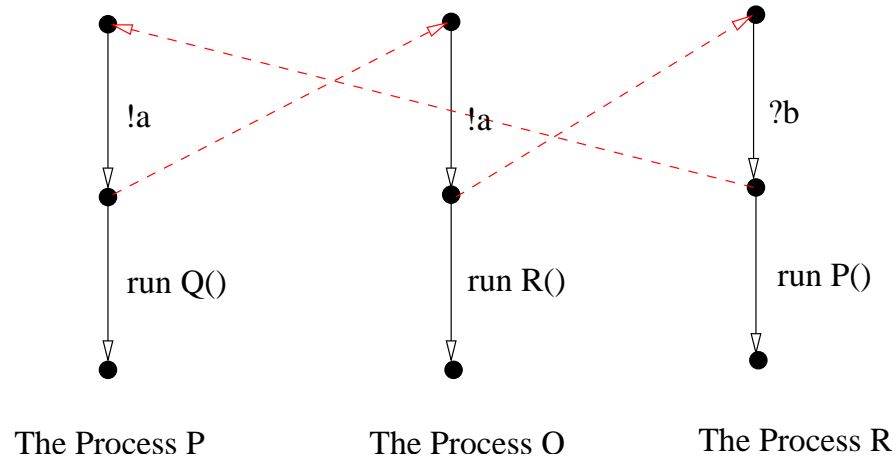 !a
!a
?b
run Q()
run R()
run P()
The Process P
The Process Q
The Process R